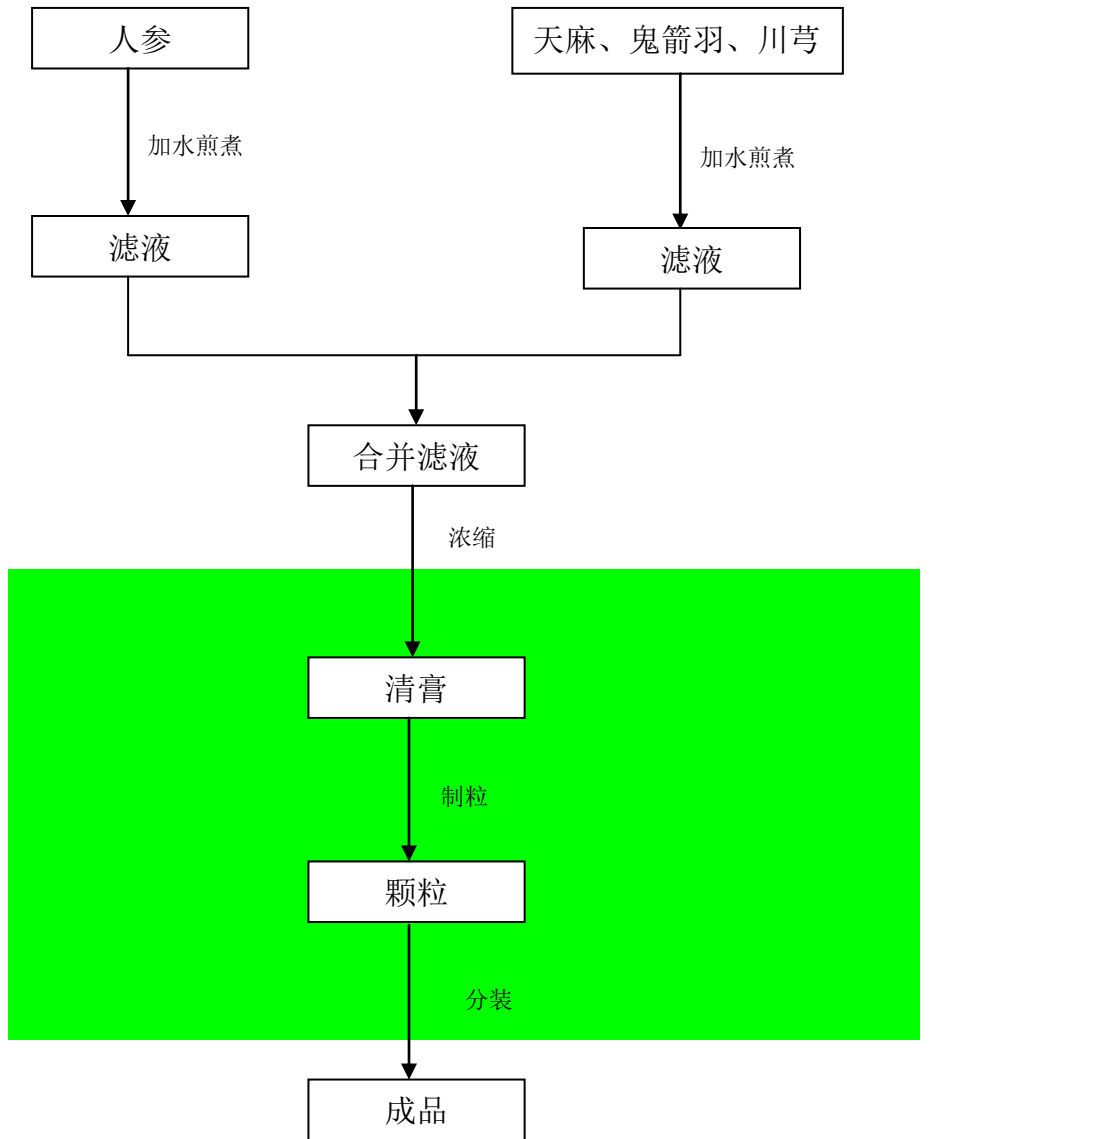 人参
天麻、鬼箭羽、川芎
加水煎煮
加水煎煮
滤液
滤液
合并滤液
浓缩
清膏
制粒
颗粒
分装
成品